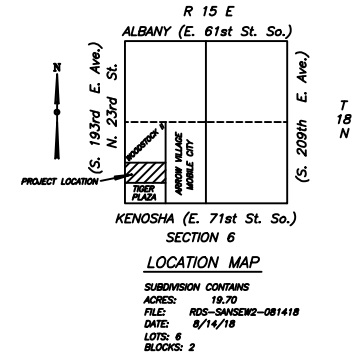 R 15 E
ALBANY (E. 61st St. So.)
N
(S. 193rd E. Ave.)
N. 23rd St.
(S. 209th E. Ave.)
T
18
N
WOODSTOCK II
ARROW VILLAGE
MOBILE CITY
PROJECT LOCATION
TIGER
PLAZA
KENOSHA (E. 71st St. So.)
SECTION 6
LOCATION MAP
SUBDIVISION CONTAINS
ACRES: 19.70
FILE: RDS-SANSEW2-081418
DATE: 8/14/18
LOTS: 6
BLOCKS: 2